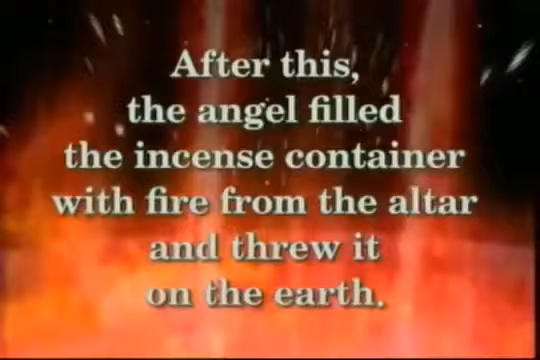 After this,
the angel filled
the incense container
with fire from the altar
and threw it
on the earth.